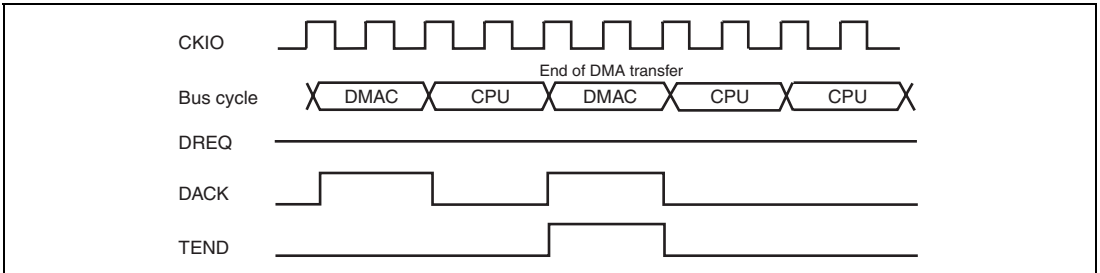 CKIO
End of DMA transfer
Bus cycle DMAC CPU DMAC CPU CPU
DREQ
DACK
TEND